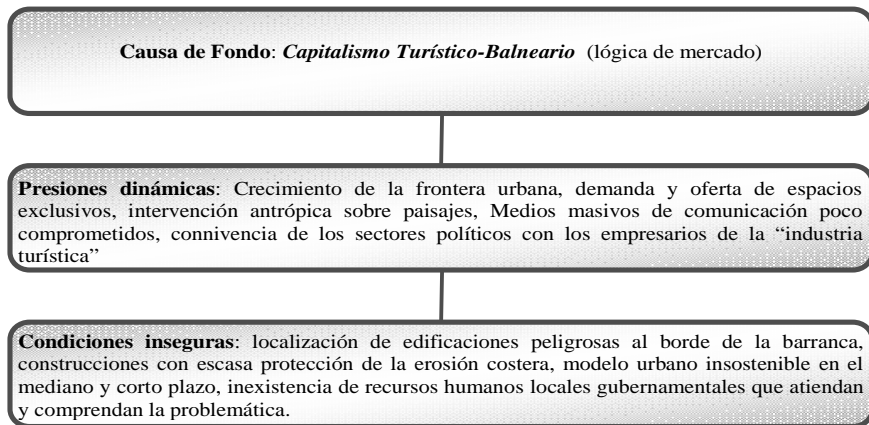 Causa de Fondo: Capitalismo Turístico-Balneario (lógica de mercado)
Presiones dinámicas: Crecimiento de la frontera urbana, demanda y oferta de espacios
exclusivos, intervención antrópica sobre paisajes, Medios masivos de comunicación poco
comprometidos, connivencia de los sectores políticos con los empresarios de la “industria
turística”
Condiciones inseguras: localización de edificaciones peligrosas al borde de la barranca,
construcciones con escasa protección de la erosión costera, modelo urbano insostenible en el
mediano y corto plazo, inexistencia de recursos humanos locales gubernamentales que atiendan
y comprendan la problemática.